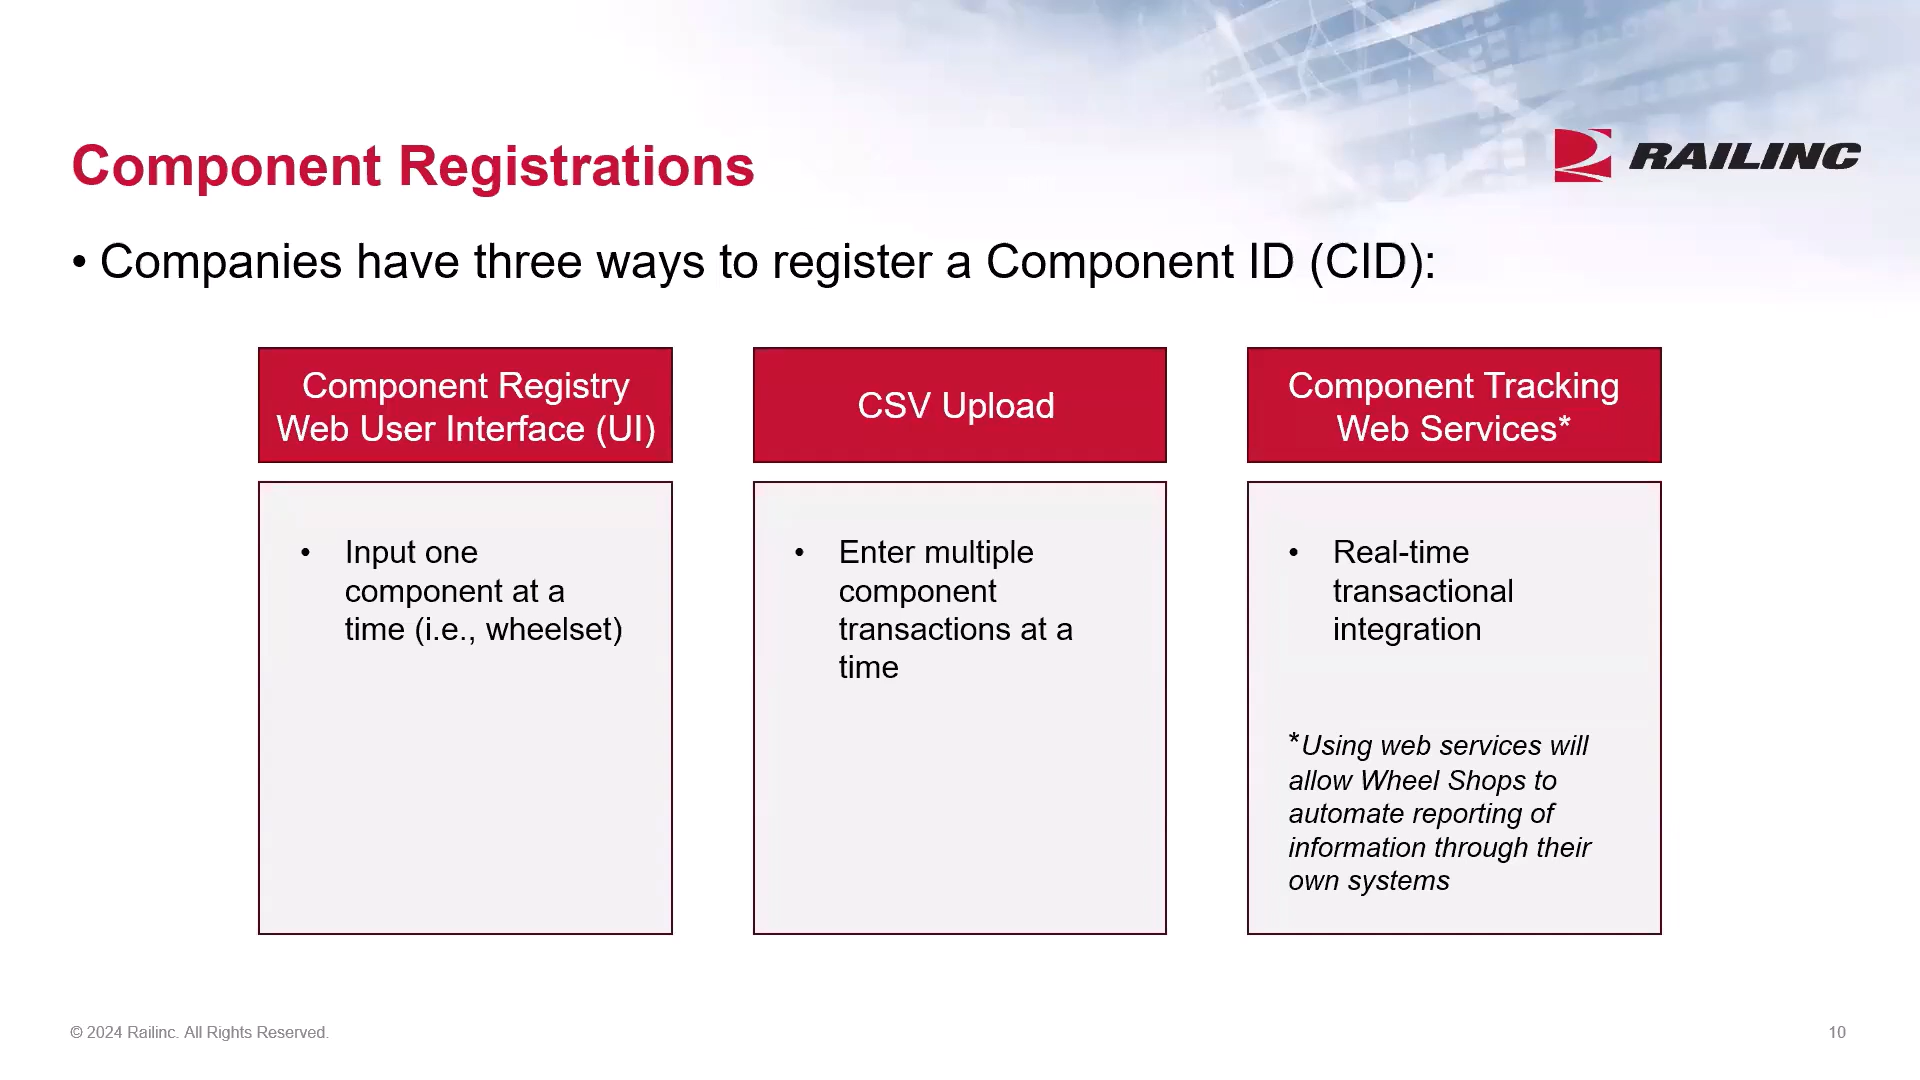 Component Registrations
RAILINC
• Companies have three ways to register a Component ID (CID):
Component Registry
Web User Interface (UI)
• Input one
component at a
time (i.e., wheelset)
CSV Upload
• Enter multiple
component
transactions at a
time
Component Tracking
Web Services*
• Real-time
transactional
integration
*Using web services will
allow Wheel Shops to
automate reporting of
information through their
own systems
© 2024 Railinc. All Rights Reserved.
10